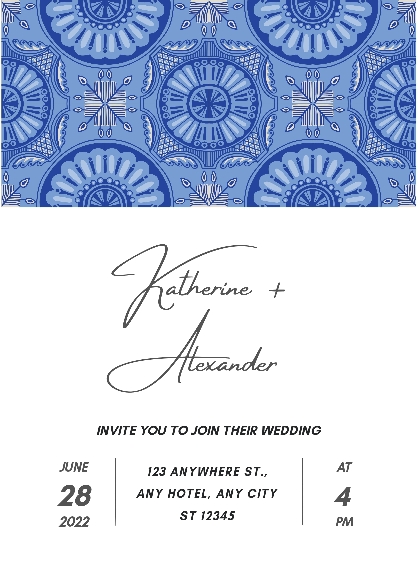 Katherine +
Alexander
INVITE YOU TO JOIN THEIR WEDDING
JUNE
28
2022
123 ANYWHERE ST.,
ANY HOTEL, ANY CITY
ST 12345
AT
4
PM